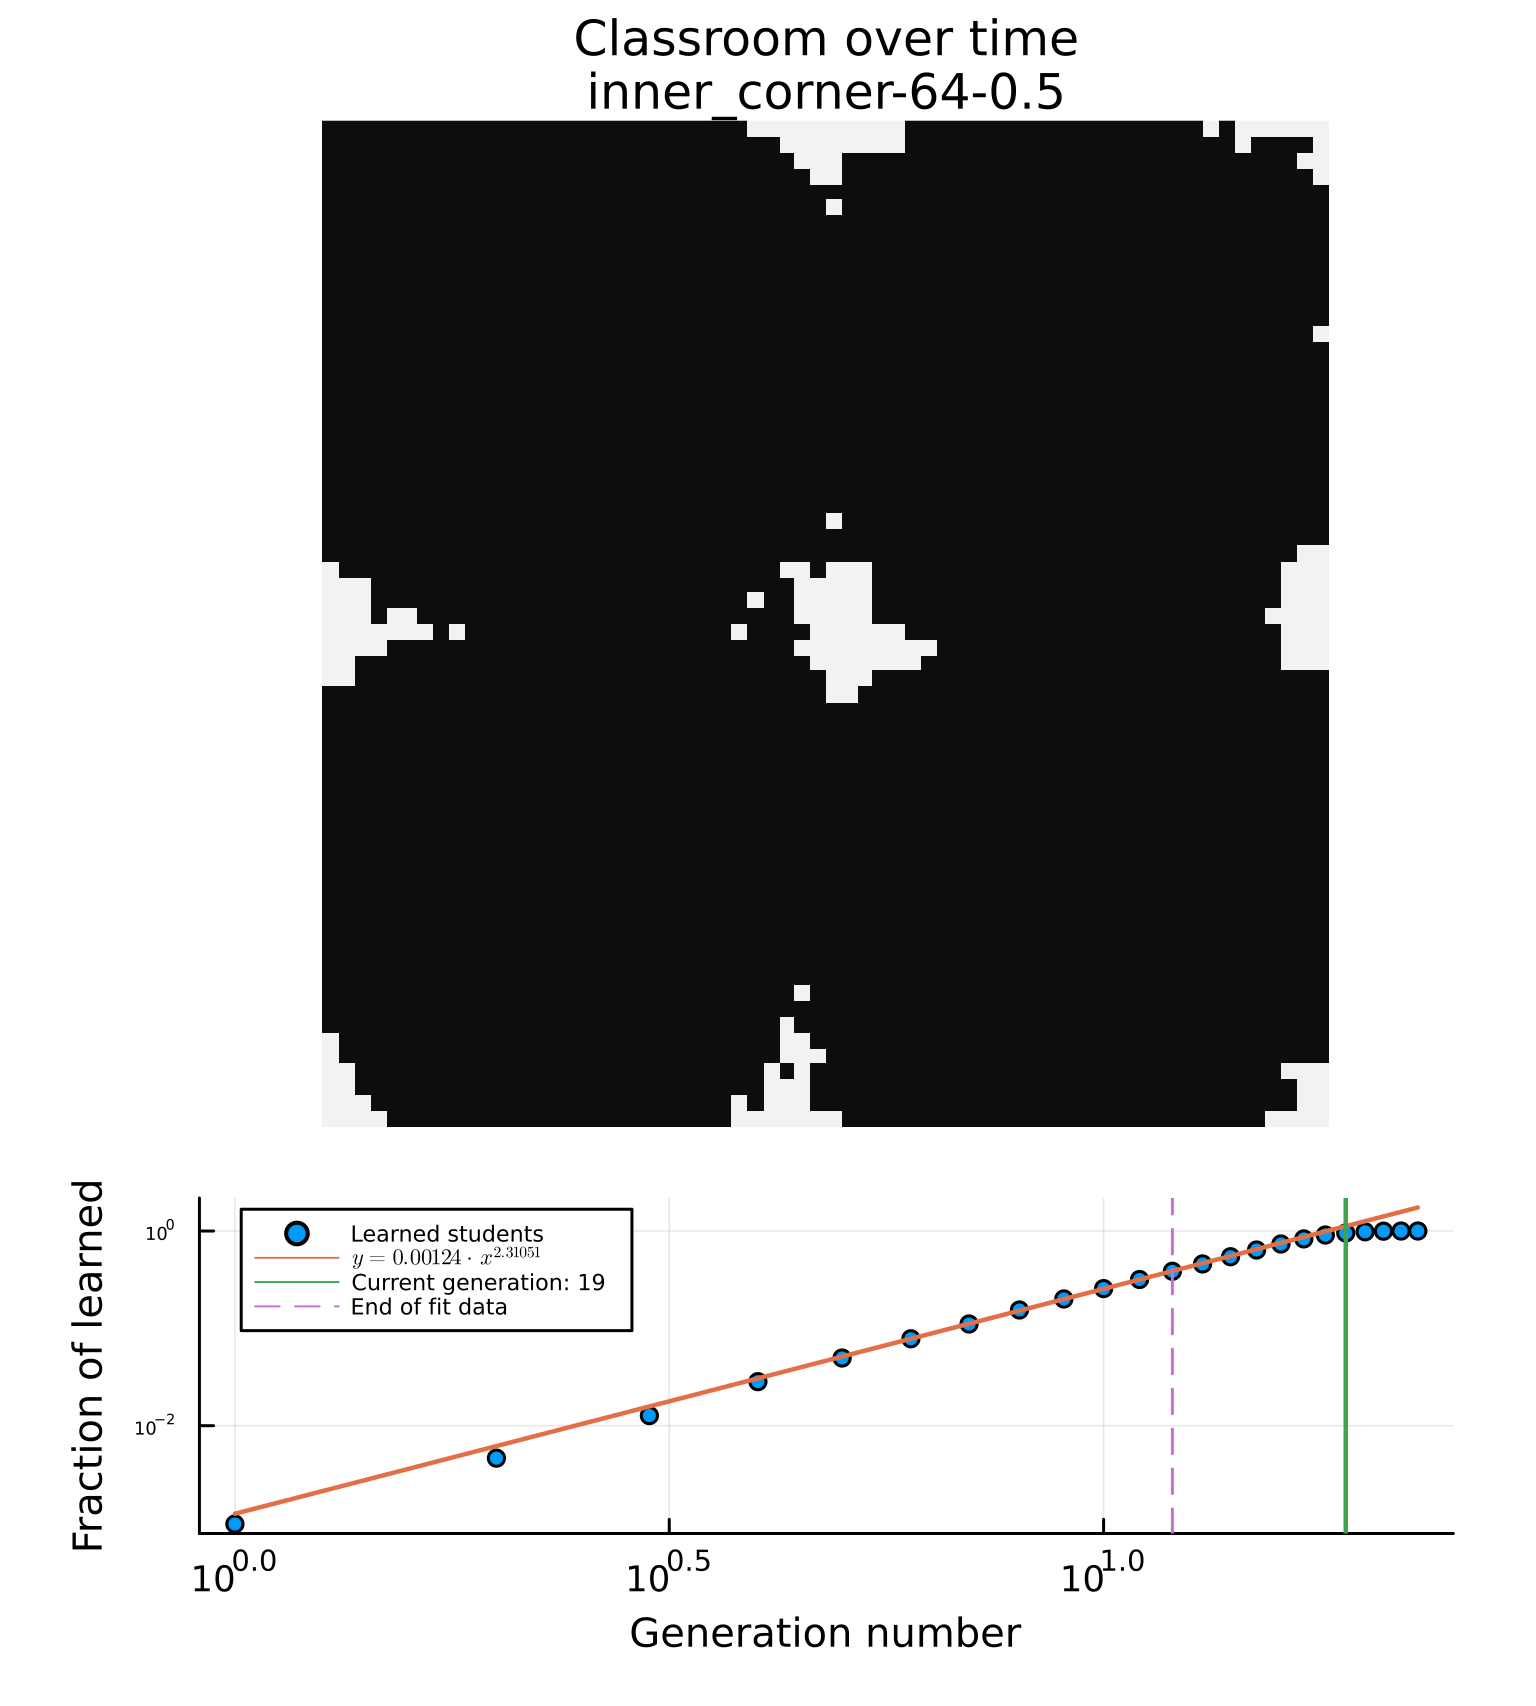 Classroom over time
inner_corner-64-0.5
Fraction of learned
10^0
10^−2
Learned students
y = 0.00124 · x^2.31051
Current generation: 19
End of fit data
10^0.0 10^0.5 10^1.0
Generation number